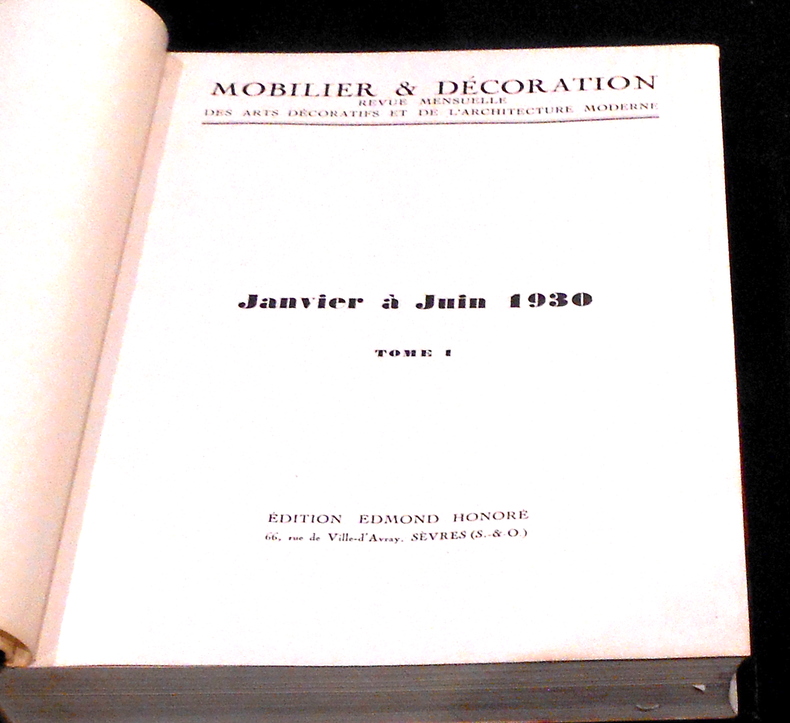 MOBILIER & DÉCORATION
REVUE MENSUELLE
DES ARTS DÉCORATIFS ET DE L'ARCHITECTURE MODERNE
Janvier à Juin 1930
TOME 1
ÉDITION EDMOND HONORÉ
66, rue de Ville-d'Avray, SÈVRES (S.-&-O.)